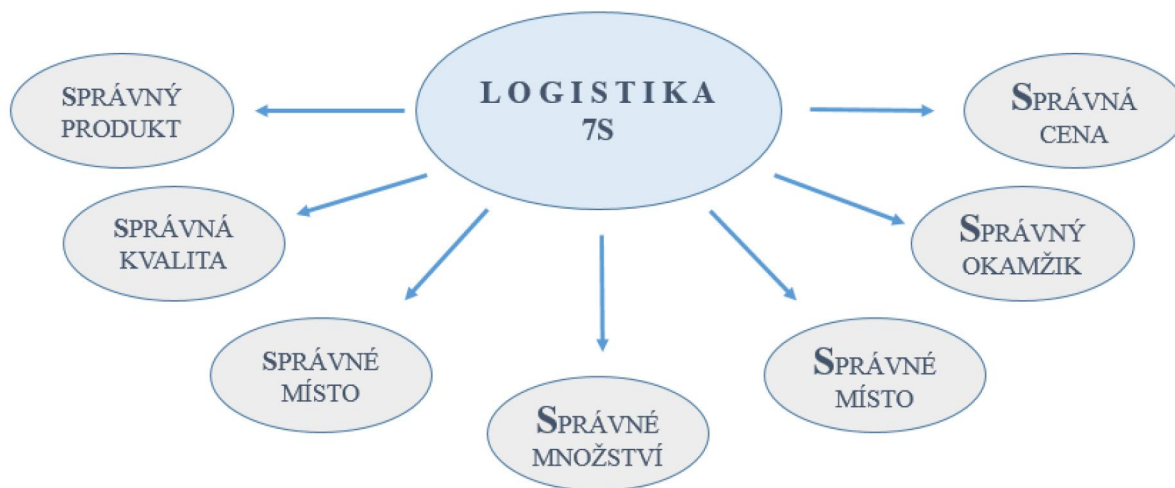 LOGISTIKA
7S
SPRÁVNÝ
PRODUKT
SPRÁVNÁ
KVALITA
SPRÁVNÉ
MÍSTO
SPRÁVNÉ
MNOŽSTVÍ
SPRÁVNÉ
MÍSTO
SPRÁVNÝ
OKAMŽIK
SPRÁVNÁ
CENA